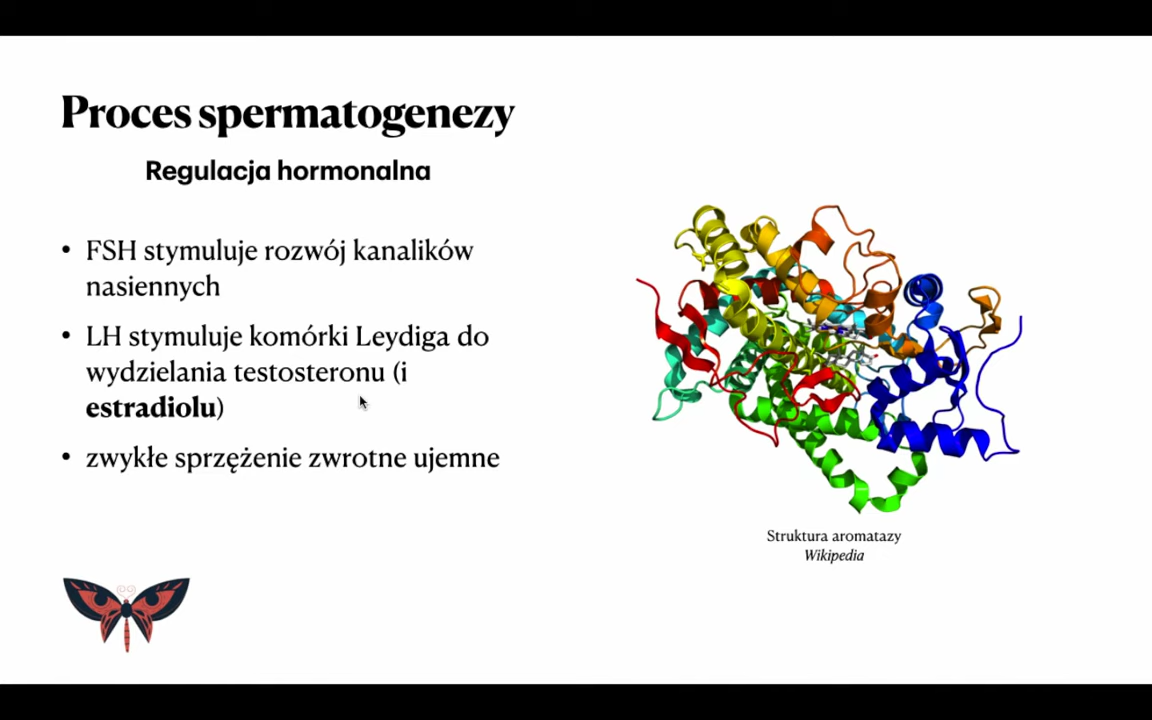 Proces spermatogenezy
Regulacja hormonalna
• FSH stymuluje rozwój kanalików
nasiennych
• LH stymuluje komórki Leydiga do
wydzielania testosteronu (i
estradiolu)
• zwykłe sprzężenie zwrotne ujemne
Struktura aromatazy
Wikipedia